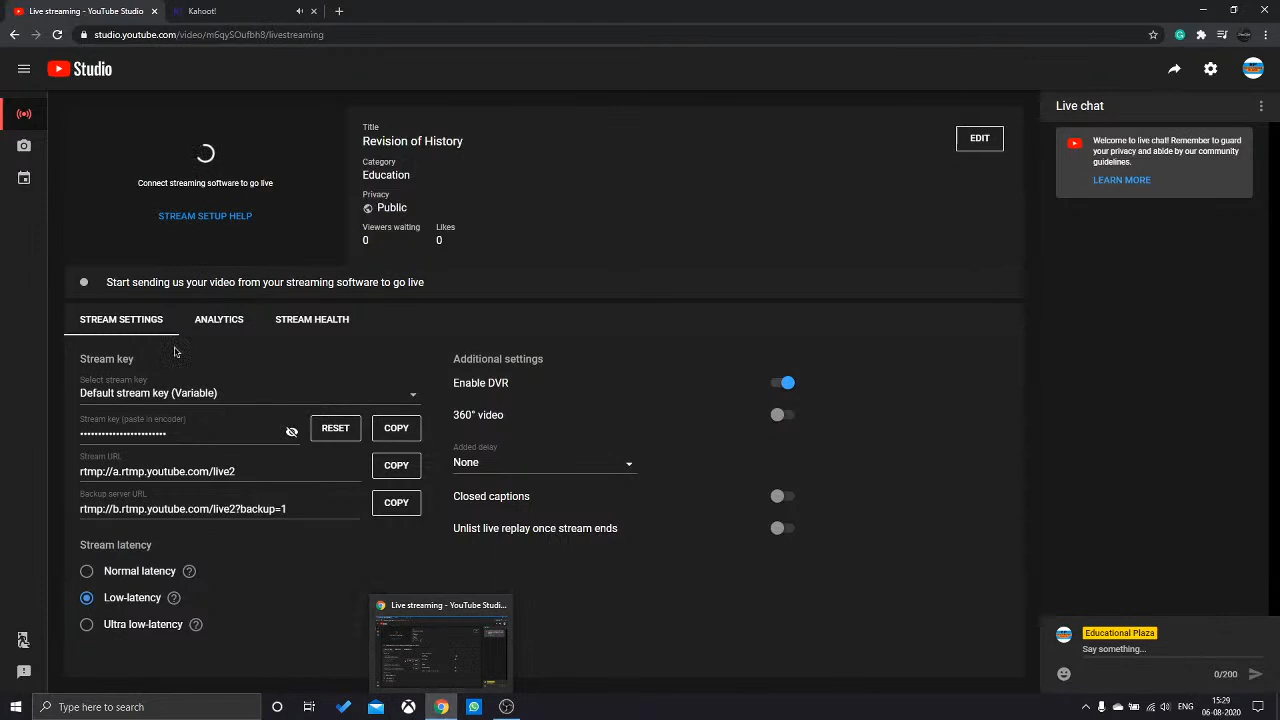 Live streaming - YouTube Studio
Kahoot!
studio.youtube.com/video/m6qySOufbh8/livestreaming
Studio
Connect streaming software to go live
STREAM SETUP HELP
Title
Revision of History
Category
Education
Privacy
Public
Viewers waiting Likes
0 0
EDIT
Live chat
Welcome to live chat! Remember to guard
your privacy and abide by our community
guidelines.
LEARN MORE
Start sending us your video from your streaming software to go live
STREAM SETTINGS ANALYTICS STREAM HEALTH
Stream key
Select stream key
Default stream key (Variable)
Stream key (paste in encoder)
••••••••••••••••••••••••
RESET COPY
Stream URL
rtmp://a.rtmp.youtube.com/live2
COPY
Backup server URL
rtmp://b.rtmp.youtube.com/live2?backup=1
COPY
Stream latency
Normal latency
Low-latency
Ultra low-latency
Additional settings
Enable DVR
360° video
Added delay
None
Closed captions
Unlist live replay once stream ends
Live streaming - YouTube Studi...
Educational Plaza
Say something...
0/200
Type here to search
ENG
15:29
06-08-2020